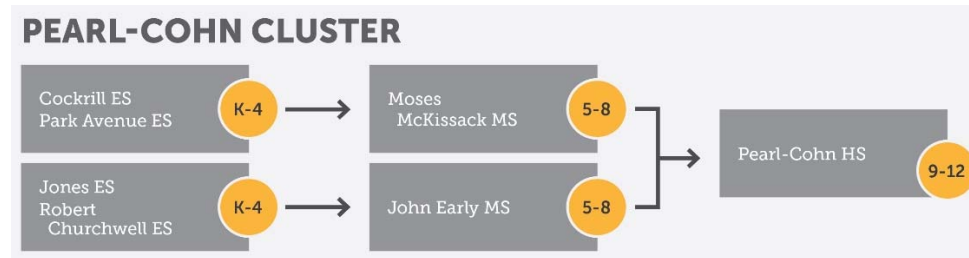 PEARL-COHN CLUSTER
Cockrill ES
Park Avenue ES
K-4
Moses
McKissack MS
5-8
Jones ES
Robert
Churchwell ES
K-4
John Early MS
5-8
Pearl-Cohn HS
9-12